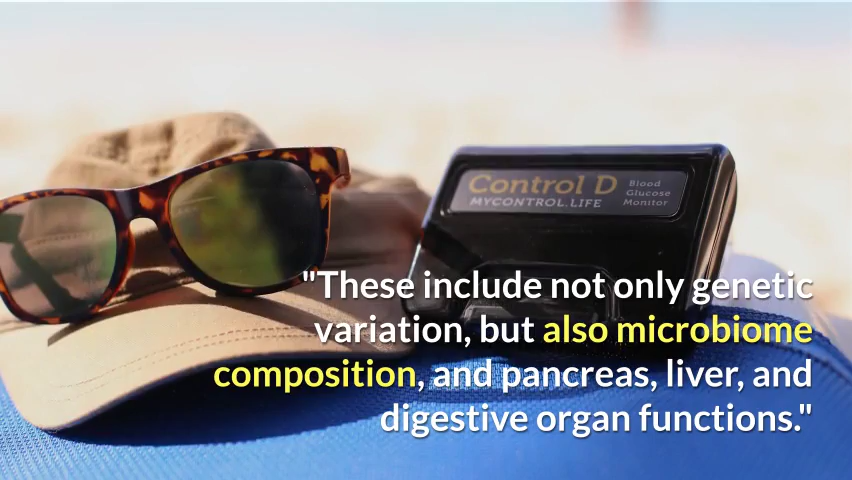 Control D
MYCONTROL.LIFE
Blood
Glucose
Monitor
"These include not only genetic
variation, but also microbiome
composition, and pancreas, liver, and
digestive organ functions."